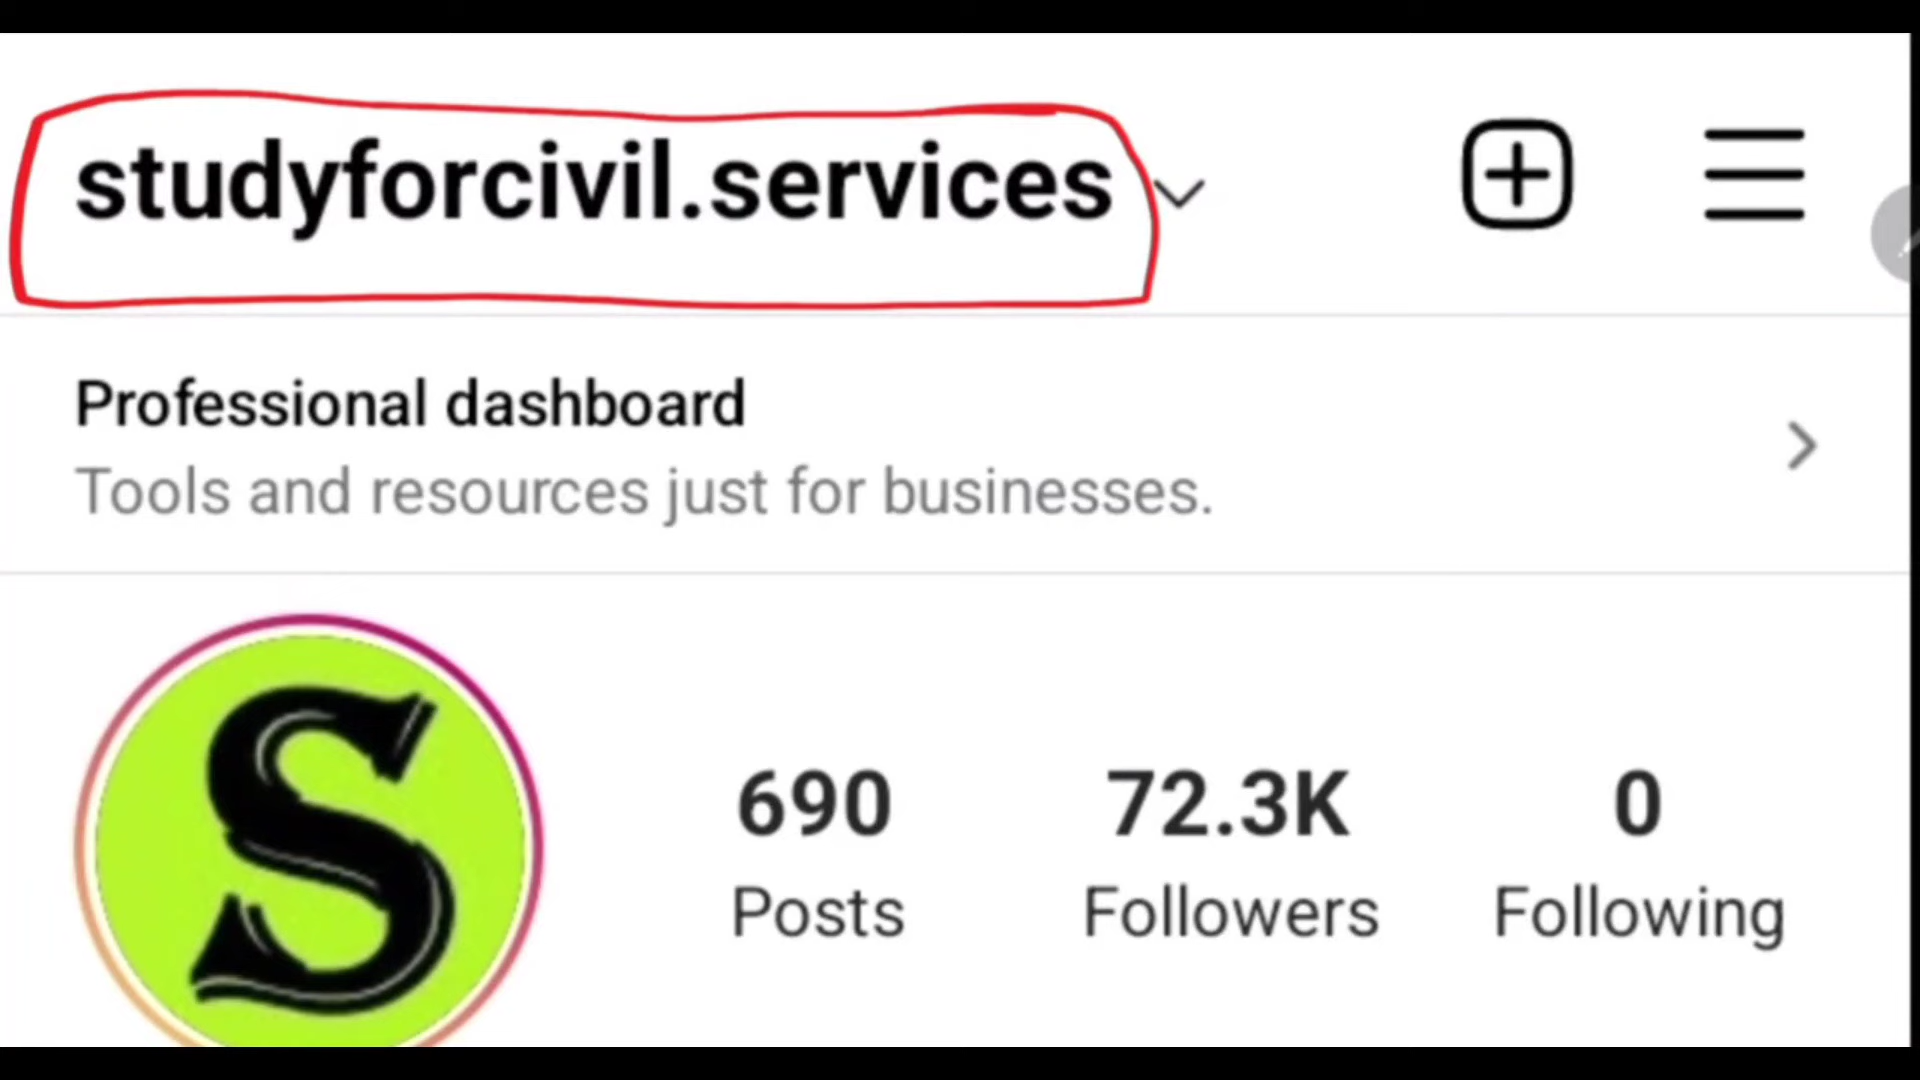 studyforcivil.services
Professional dashboard
Tools and resources just for businesses.
S
690 72.3K 0
Posts Followers Following